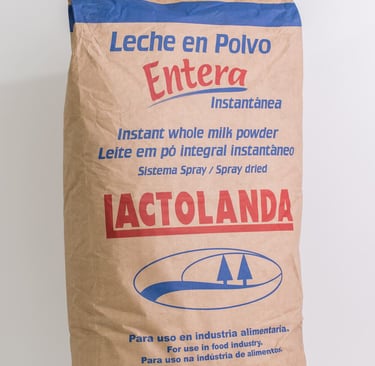 Leche en Polvo
Entera
Instantánea
Instant whole milk powder
Leite em pó integral instantáneo
Sistema Spray / Spray dried
LACTOLANDA
Para uso en industria alimentaria.
For use in food industry.
Para uso na indústria de alimentos.